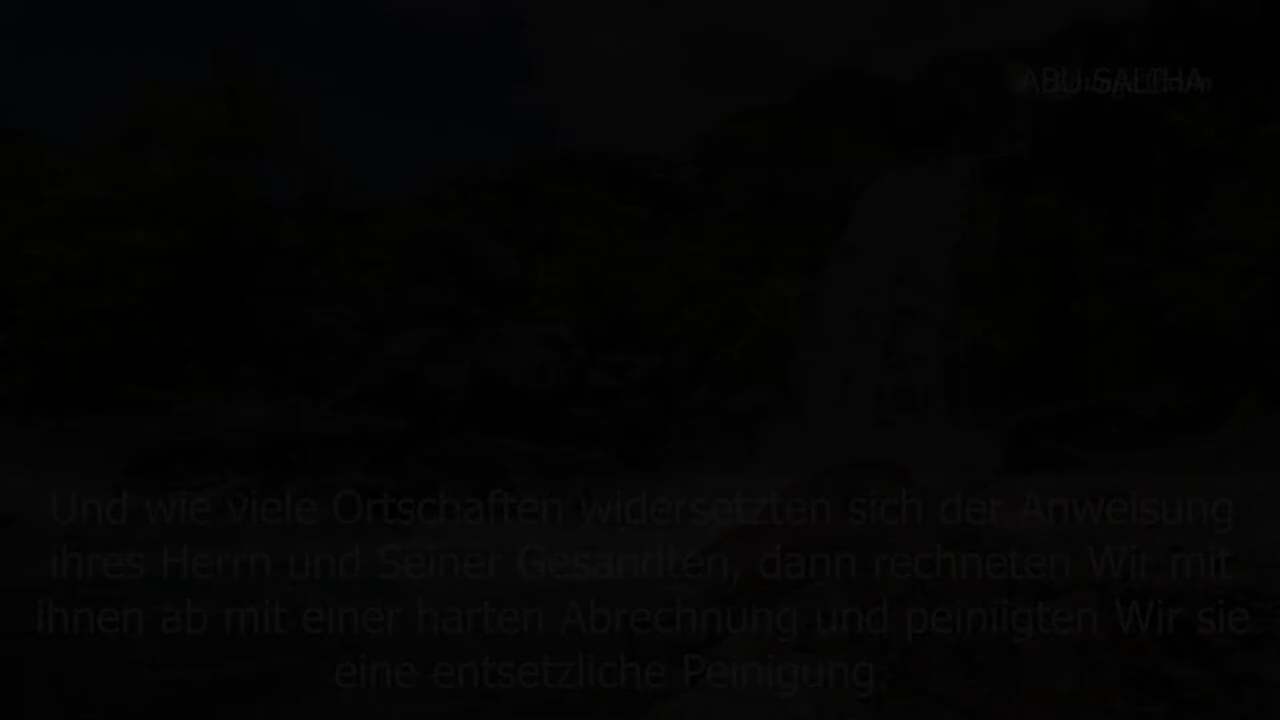 ABU SALIHA
Und wie viele Ortschaften widersetzten sich der Anweisung
ihres Herrn und Seiner Gesandten, dann rechneten Wir mit
ihnen ab mit einer harten Abrechnung und peinigten Wir sie
eine entsetzliche Peinigung